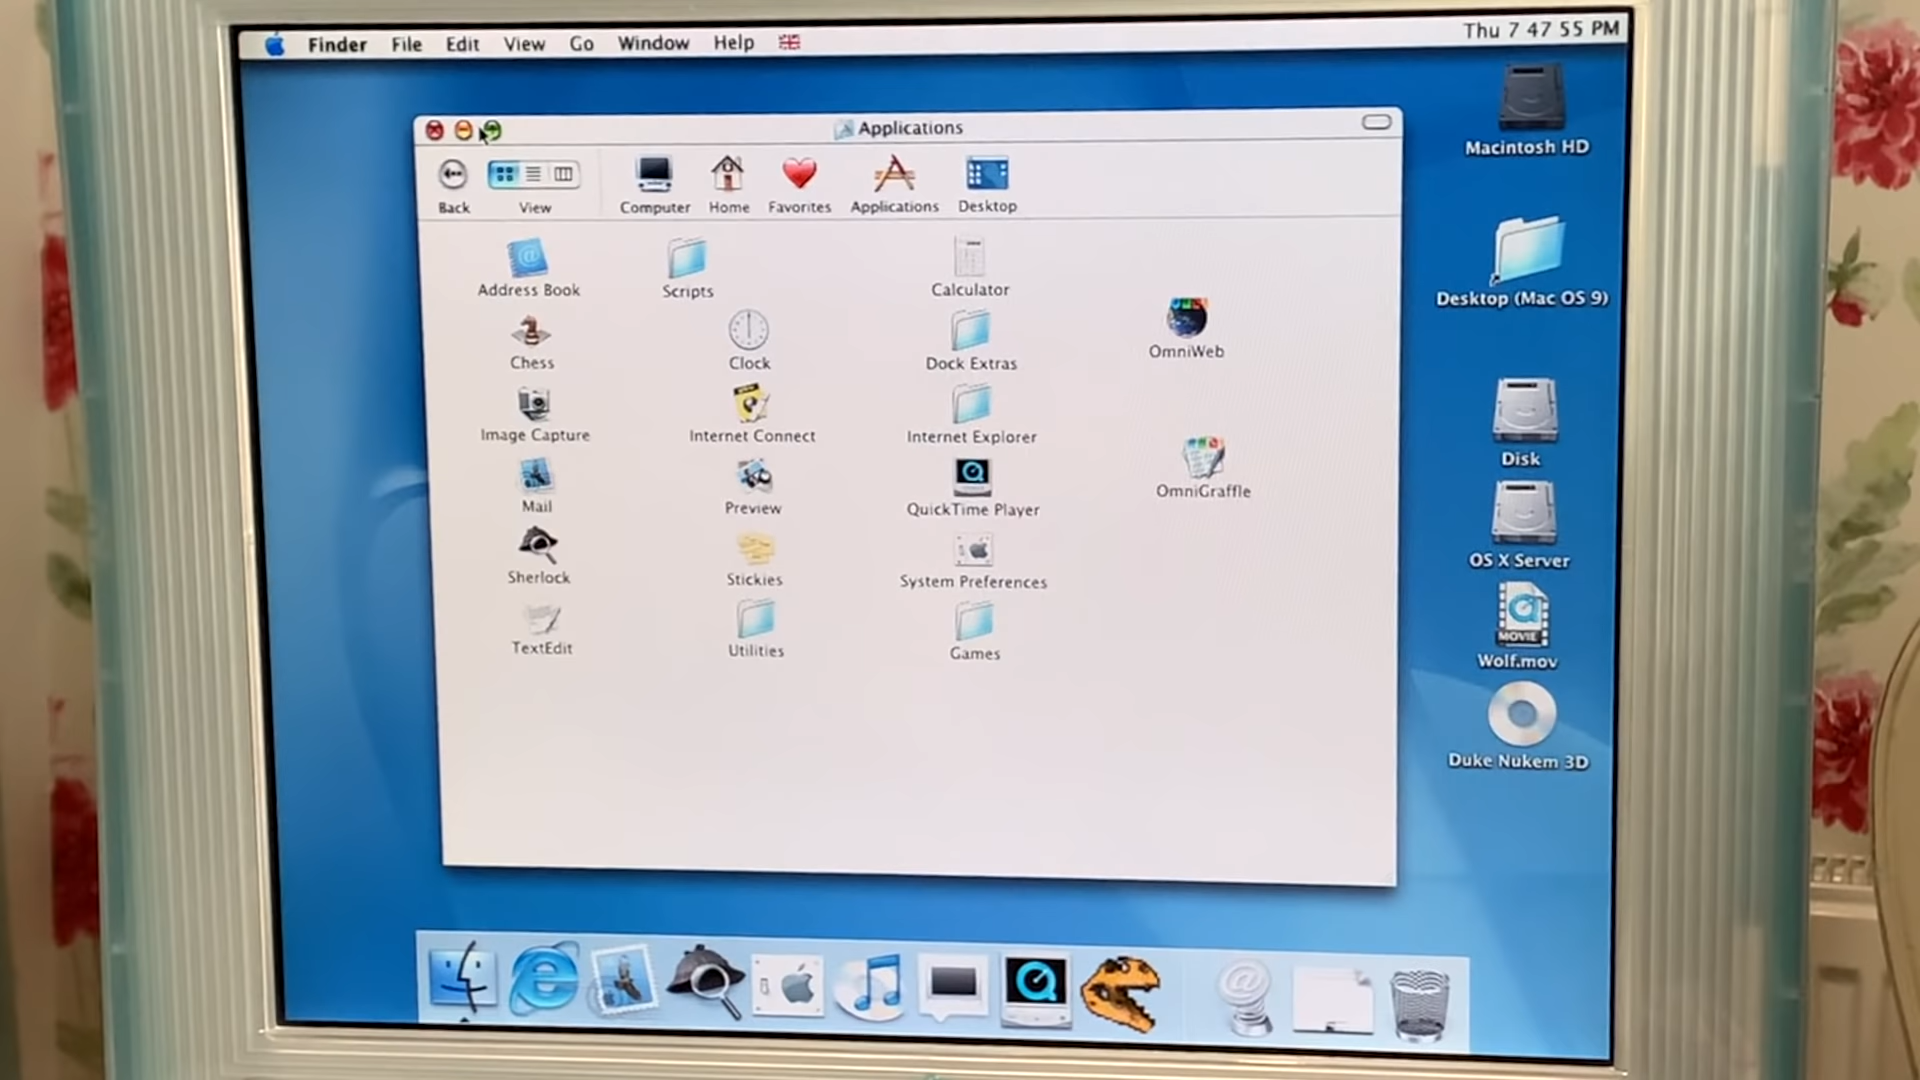 Finder File Edit View Go Window Help
Thu 7 47 55 PM
Applications
Back
View
Computer
Home
Favorites
Applications
Desktop
Address Book
Scripts
Calculator
OmniWeb
Chess
Clock
Dock Extras
Image Capture
Internet Connect
Internet Explorer
OmniGraffle
Mail
Preview
QuickTime Player
Sherlock
Stickies
System Preferences
TextEdit
Utilities
Games
Macintosh HD
Desktop (Mac OS 9)
Disk
OS X Server
MOVIE
Wolf.mov
Duke Nukem 3D